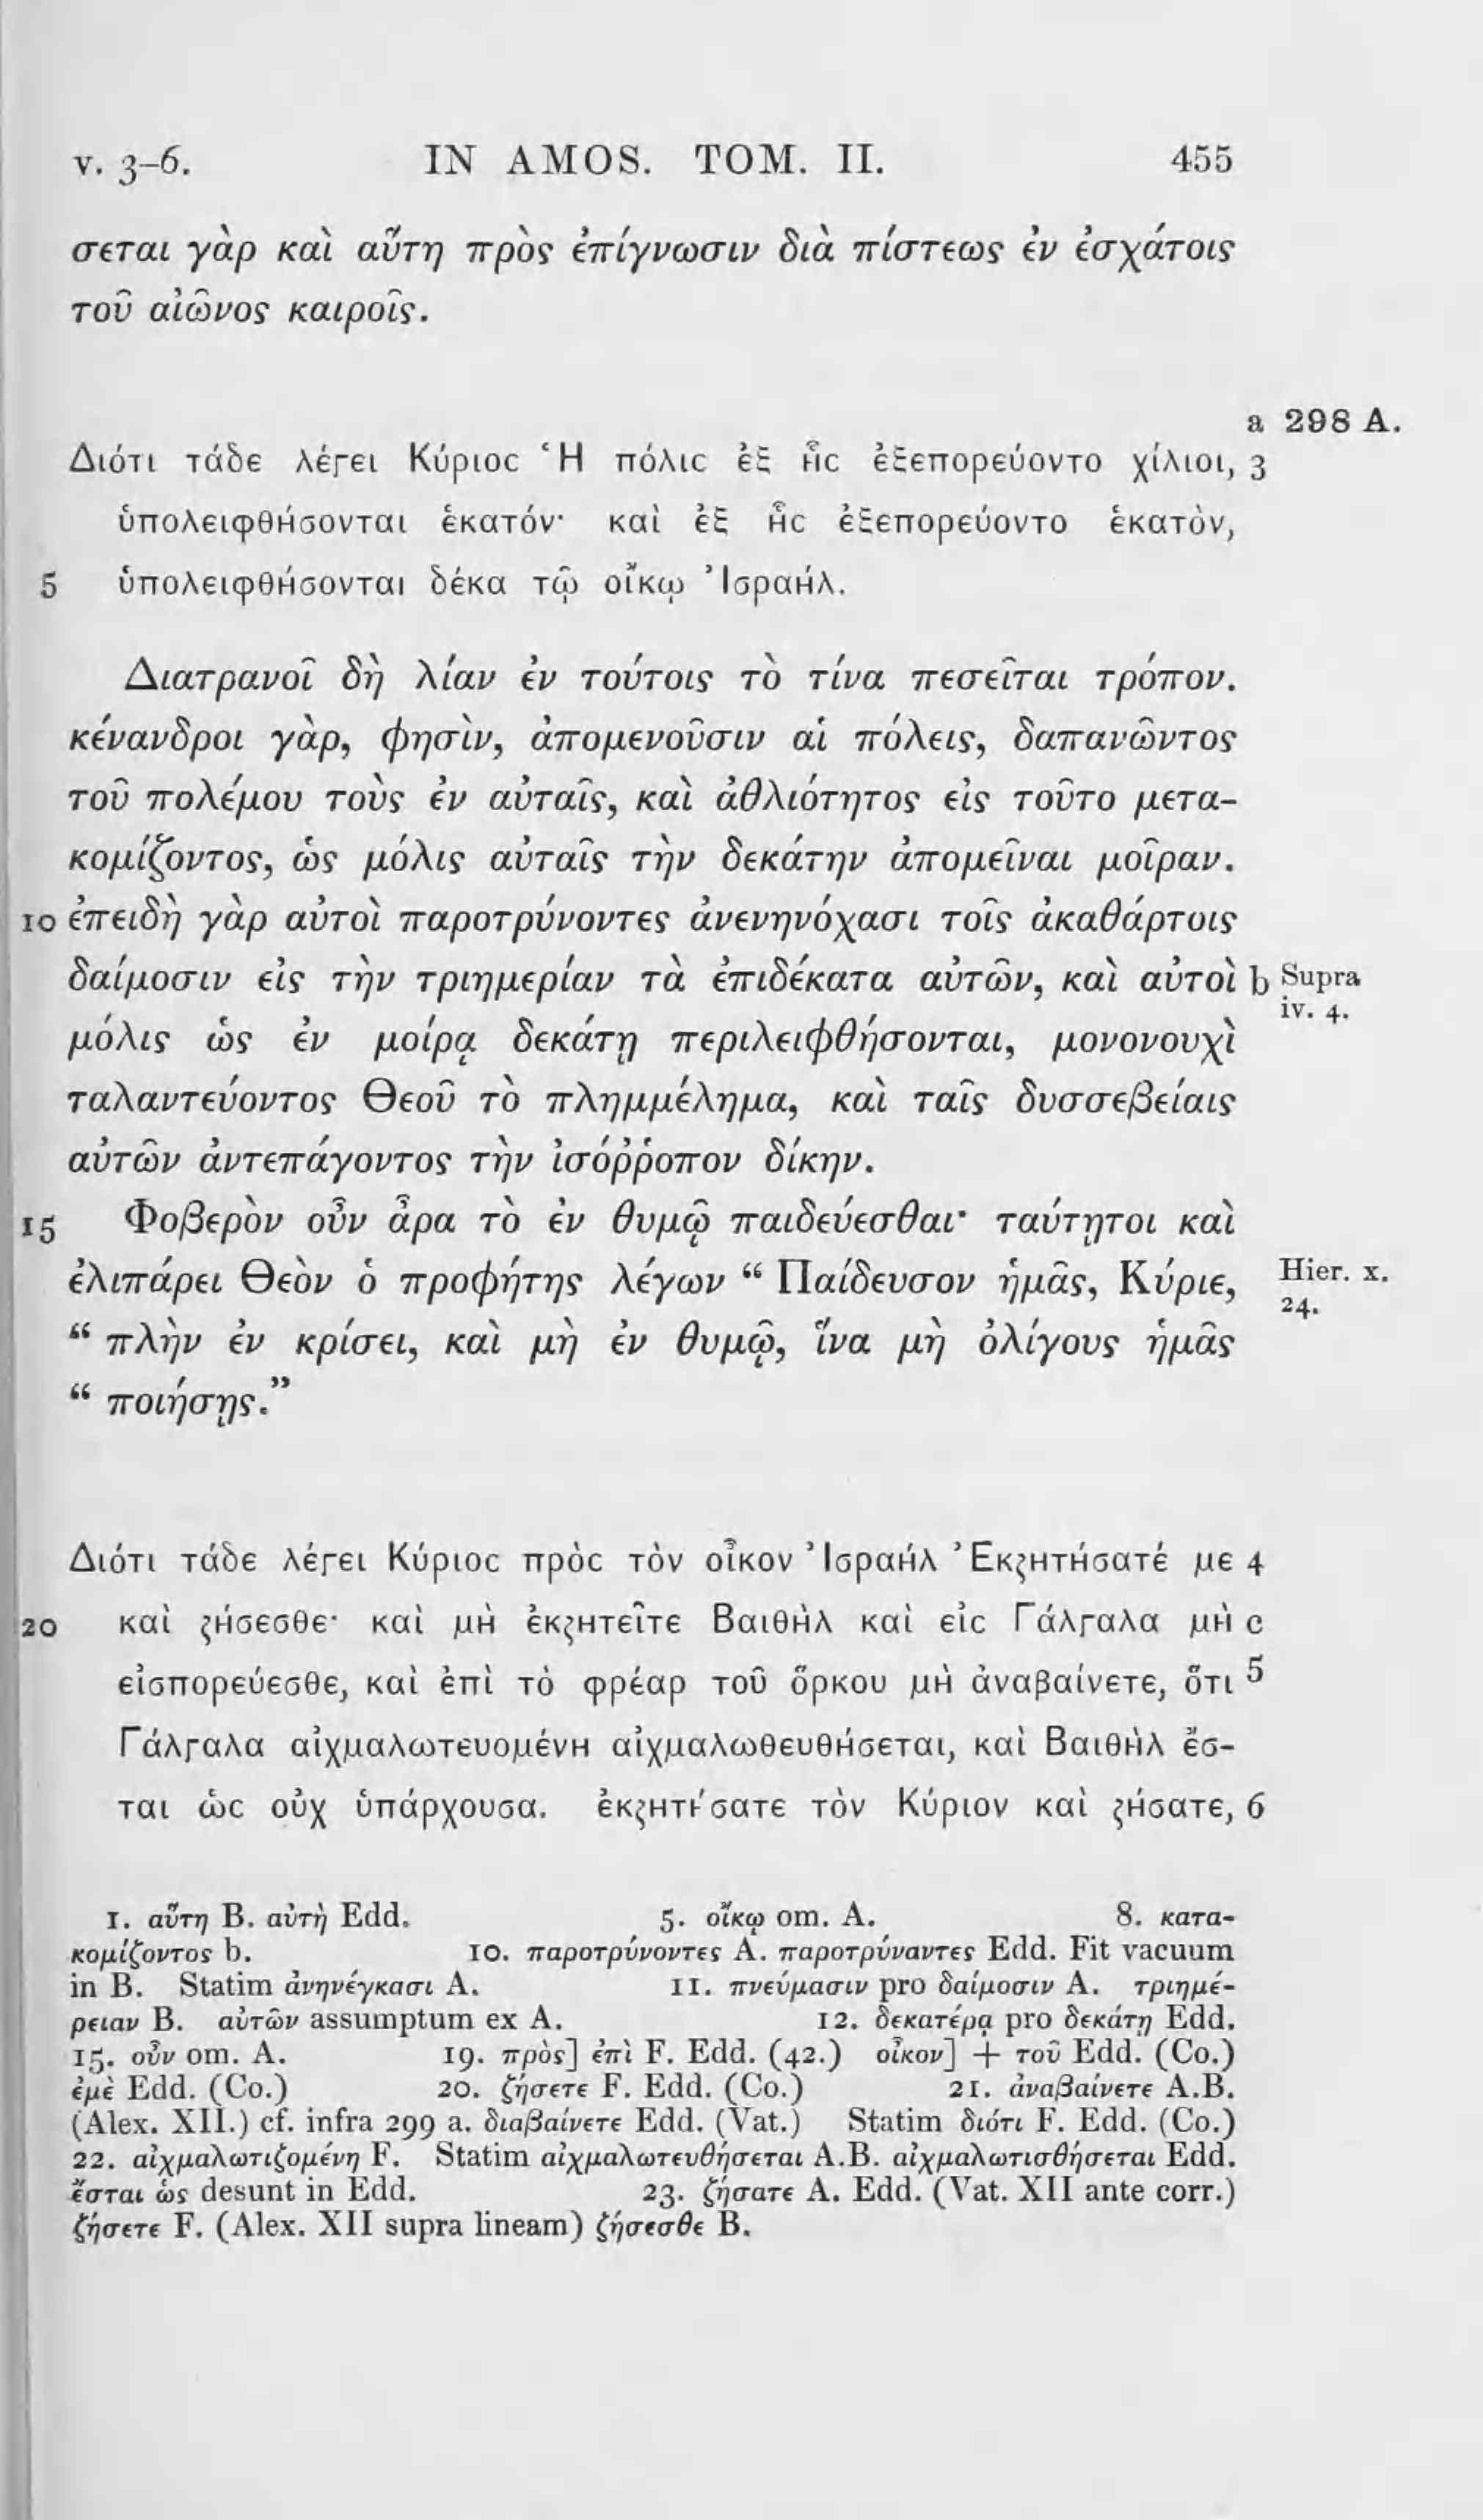 v. 3-6. IN AMOS. TOM. II. 455
σεται γὰρ καὶ αὕτη πρὸς ἐπίγνωσιν διὰ πίστεως ἐν ἐσχάτοις
τοῦ αἰῶνος καιροῖς.
a 298 A.
Διότι τάδε λέγει Κύριος Ἡ πόλις ἐξ ἧς ἐξεπορεύοντο χίλιοι, 3
ὑπολειφθήσονται ἑκατόν· καὶ ἐξ ἧς ἐξεπορεύοντο ἑκατὸν,
5 ὑπολειφθήσονται δέκα τῷ οἴκῳ Ἰσραήλ.
Διατρανοῖ δὴ λίαν ἐν τούτοις τὸ τίνα πεσεῖται τρόπον.
κένανδροι γὰρ, φησὶν, ἀπομενοῦσιν αἱ πόλεις, δαπανῶντος
τοῦ πολέμου τοὺς ἐν αὐταῖς, καὶ ἀθλιότητος εἰς τοῦτο μετα-
κομίζοντος, ὡς μόλις αὐταῖς τὴν δεκάτην ἀπομεῖναι μοῖραν.
10 ἐπειδὴ γὰρ αὐτοὶ παροτρύνοντες ἀνενηνόχασι τοῖς ἀκαθάρτοις
δαίμοσιν εἰς τὴν τριημερίαν τὰ ἐπιδέκατα αὐτῶν, καὶ αὐτοὶ b Supra
iv. 4.
μόλις ὡς ἐν μοίρᾳ δεκάτῃ περιλειφθήσονται, μονονουχὶ
ταλαντεύοντος Θεοῦ τὸ πλημμέλημα, καὶ ταῖς δυσσεβείαις
αὐτῶν ἀντεπάγοντος τὴν ἰσόῤῥοπον δίκην.
15 Φοβερὸν οὖν ἆρα τὸ ἐν θυμῷ παιδεύεσθαι· ταύτῃτοι καὶ
ἐλιπάρει Θεὸν ὁ προφήτης λέγων “ Παίδευσον ἡμᾶς, Κύριε, Hier. x.
24.
“ πλὴν ἐν κρίσει, καὶ μὴ ἐν θυμῷ, ἵνα μὴ ὀλίγους ἡμᾶς
“ ποιήσῃς.”
Διότι τάδε λέγει Κύριος πρὸς τὸν οἶκον Ἰσραήλ Ἐκζητήσατέ με 4
20 καὶ ζήσεσθε· καὶ μὴ ἐκζητεῖτε Βαιθὴλ καὶ εἰς Γάλγαλα μὴ c
εἰσπορεύεσθε, καὶ ἐπὶ τὸ φρέαρ τοῦ ὅρκου μὴ ἀναβαίνετε, ὅτι 5
Γάλγαλα αἰχμαλωτευομένη αἰχμαλωθευθήσεται, καὶ Βαιθὴλ ἔσ-
ται ὡς οὐχ ὑπάρχουσα. ἐκζητήσατε τὸν Κύριον καὶ ζήσατε, 6
1. αὕτη B. αὐτὴ Edd. 5. οἴκῳ om. A. 8. κατα-
κομίζοντος b. 10. παροτρύνοντες A. παροτρύναντες Edd. Fit vacuum
in B. Statim ἀνηνέγκασι A. 11. πνεύμασιν pro δαίμοσιν A. τριημέ-
ρειαν B. αὐτῶν assumptum ex A. 12. δεκατέρᾳ pro δεκάτῃ Edd.
15. οὖν om. A. 19. πρὸς] ἐπὶ F. Edd. (42.) οἶκον] + τοῦ Edd. (Co.)
ἐμὲ Edd. (Co.) 20. ζήσετε F. Edd. (Co.) 21. ἀναβαίνετε A.B.
(Alex. XII.) cf. infra 299 a. διαβαίνετε Edd. (Vat.) Statim διότι F. Edd. (Co.)
22. αἰχμαλωτιζομένη F. Statim αἰχμαλωτευθήσεται A.B. αἰχμαλωτισθήσεται Edd.
ἔσται ὡς desunt in Edd. 23. ζήσατε A. Edd. (Vat. XII ante corr.)
ζήσετε F. (Alex. XII supra lineam) ζήσεσθε B.